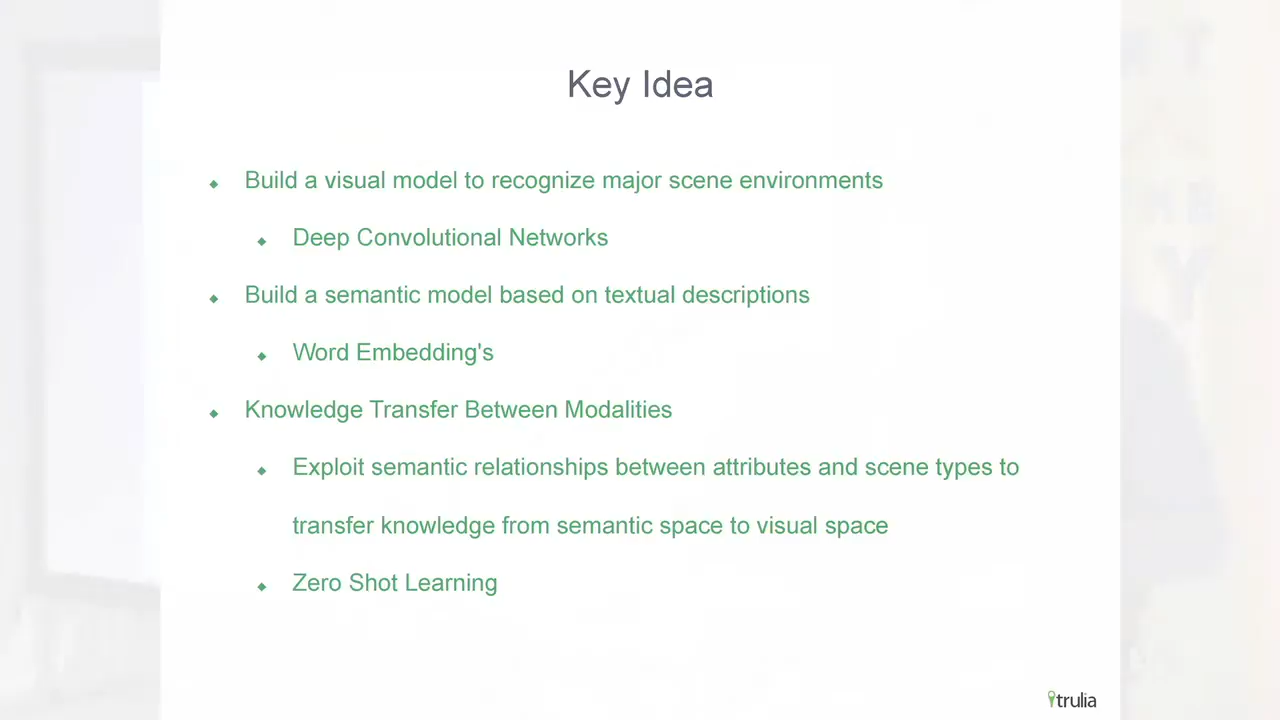 Key Idea
Build a visual model to recognize major scene environments
Deep Convolutional Networks
Build a semantic model based on textual descriptions
Word Embedding's
Knowledge Transfer Between Modalities
Exploit semantic relationships between attributes and scene types to
transfer knowledge from semantic space to visual space
Zero Shot Learning
trulia